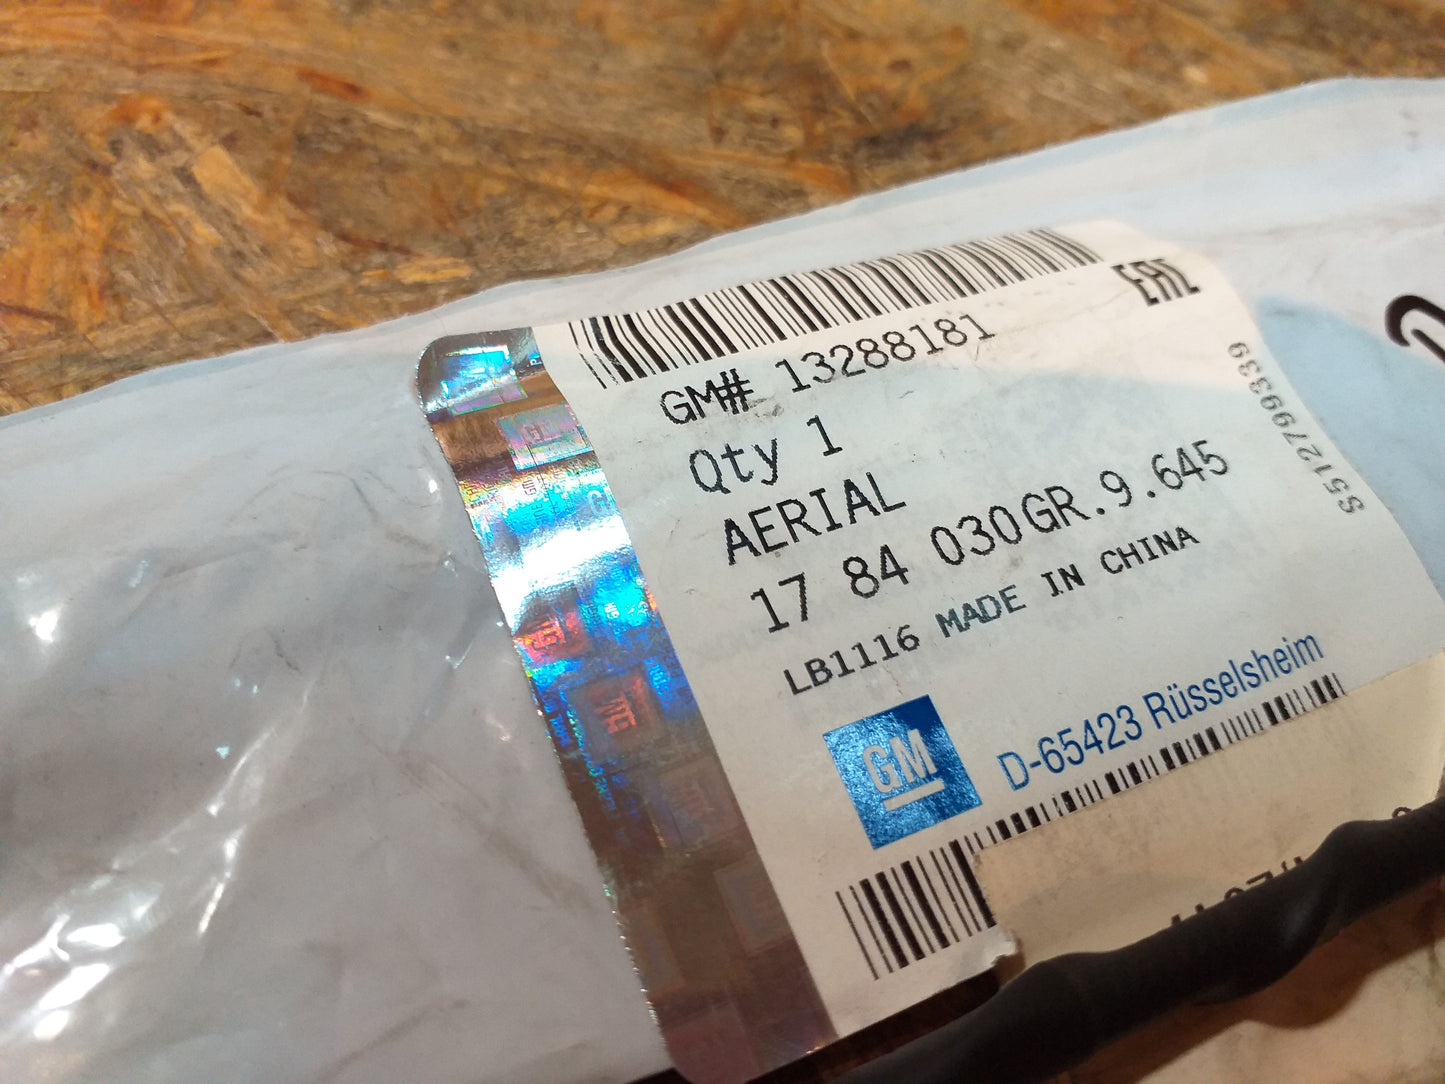 GM# 13288181
EAC
Qty 1
AERIAL
17 84 030 GR.9.645
LB1116 MADE IN CHINA
S51279939
GM
D-65423 Rüsselsheim